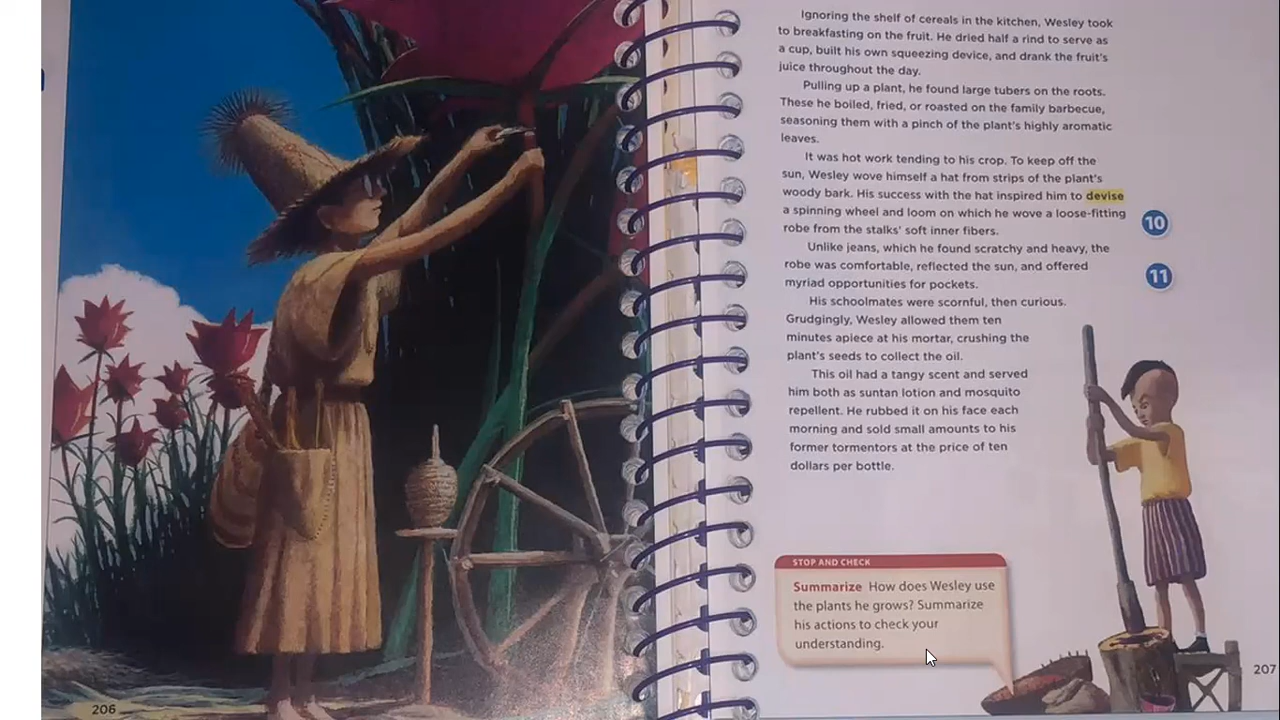 206
Ignoring the shelf of cereals in the kitchen, Wesley took
to breakfasting on the fruit. He dried half a rind to serve as
a cup, built his own squeezing device, and drank the fruit's
juice throughout the day.
Pulling up a plant, he found large tubers on the roots.
These he boiled, fried, or roasted on the family barbecue,
seasoning them with a pinch of the plant's highly aromatic
leaves.
It was hot work tending to his crop. To keep off the
sun, Wesley wove himself a hat from strips of the plant's
woody bark. His success with the hat inspired him to devise
a spinning wheel and loom on which he wove a loose-fitting
robe from the stalks' soft inner fibers.
10
Unlike jeans, which he found scratchy and heavy, the
robe was comfortable, reflected the sun, and offered
myriad opportunities for pockets.
11
His schoolmates were scornful, then curious.
Grudgingly, Wesley allowed them ten
minutes apiece at his mortar, crushing the
plant's seeds to collect the oil.
This oil had a tangy scent and served
him both as suntan lotion and mosquito
repellent. He rubbed it on his face each
morning and sold small amounts to his
former tormentors at the price of ten
dollars per bottle.
STOP AND CHECK
Summarize How does Wesley use
the plants he grows? Summarize
his actions to check your
understanding.
207